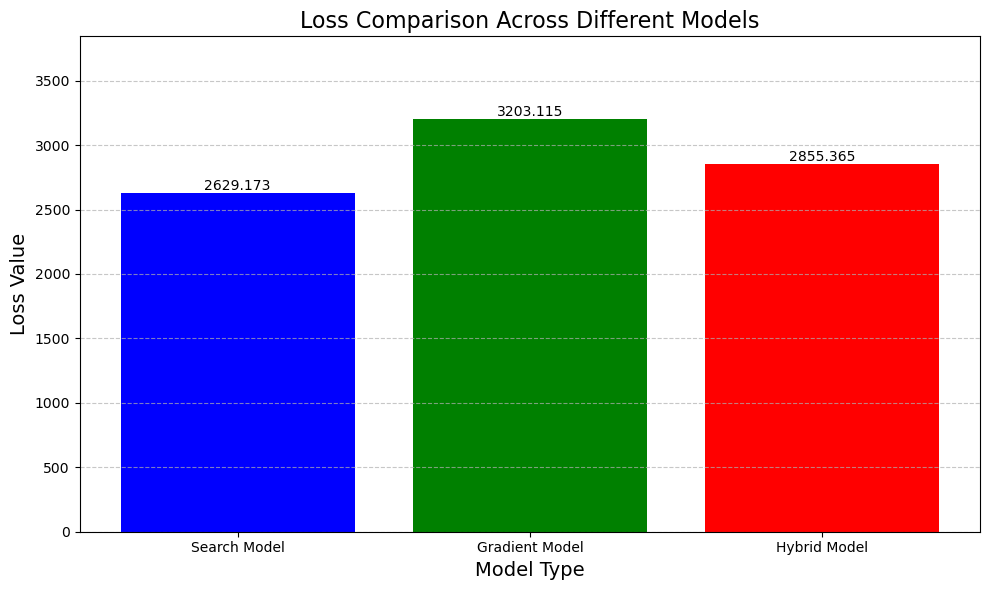 Loss Comparison Across Different Models
3500
3000
2500
2000
1500
1000
500
0
Loss Value
2629.173
3203.115
2855.365
Search Model
Gradient Model
Hybrid Model
Model Type